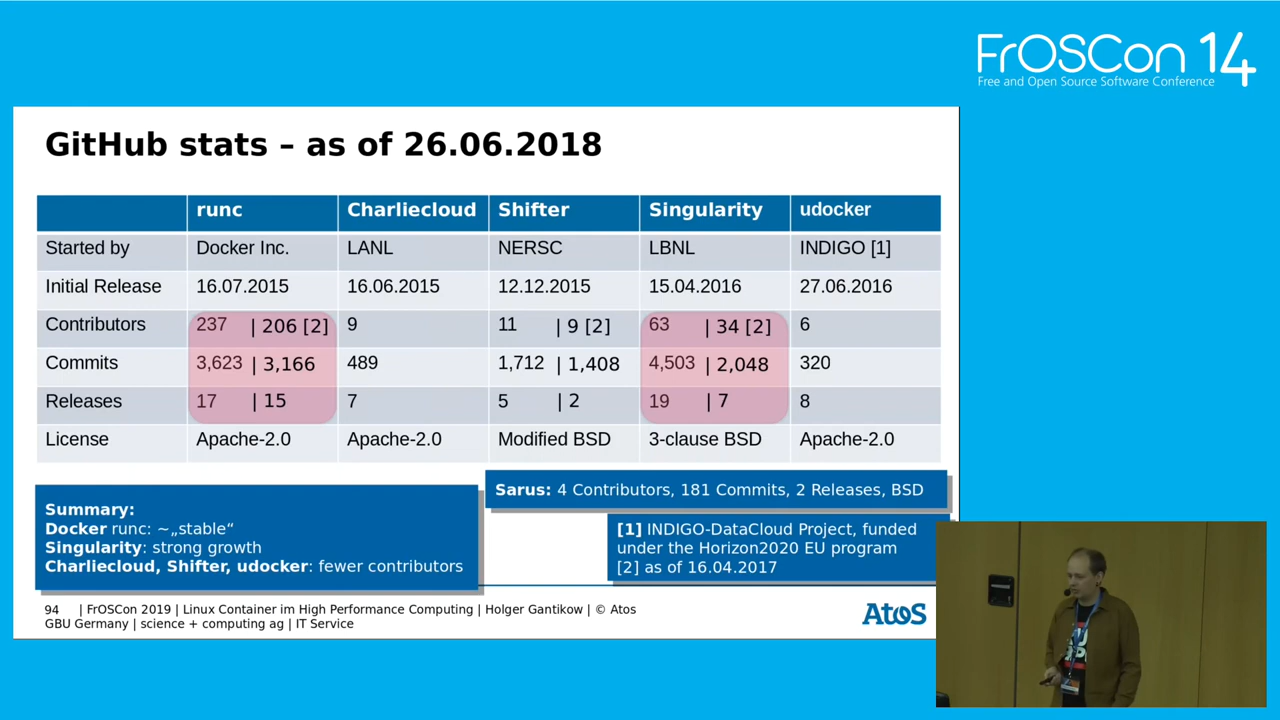 FrOSCon 14
Free and Open Source Software Conference
GitHub stats – as of 26.06.2018
runc Charliecloud Shifter Singularity udocker
Started by Docker Inc. LANL NERSC LBNL INDIGO [1]
Initial Release 16.07.2015 16.06.2015 12.12.2015 15.04.2016 27.06.2016
Contributors 237 | 206 [2] 9 11 | 9 [2] 63 | 34 [2] 6
Commits 3,623 | 3,166 489 1,712 | 1,408 4,503 | 2,048 320
Releases 17 | 15 7 5 | 2 19 | 7 8
License Apache-2.0 Apache-2.0 Modified BSD 3-clause BSD Apache-2.0
Sarus: 4 Contributors, 181 Commits, 2 Releases, BSD
Summary:
Docker runc: ~„stable“
Singularity: strong growth
Charliecloud, Shifter, udocker: fewer contributors
[1] INDIGO-DataCloud Project, funded
under the Horizon2020 EU program
[2] as of 16.04.2017
94 | FrOSCon 2019 | Linux Container im High Performance Computing | Holger Gantikow | © Atos
GBU Germany | science + computing ag | IT Service
Atos